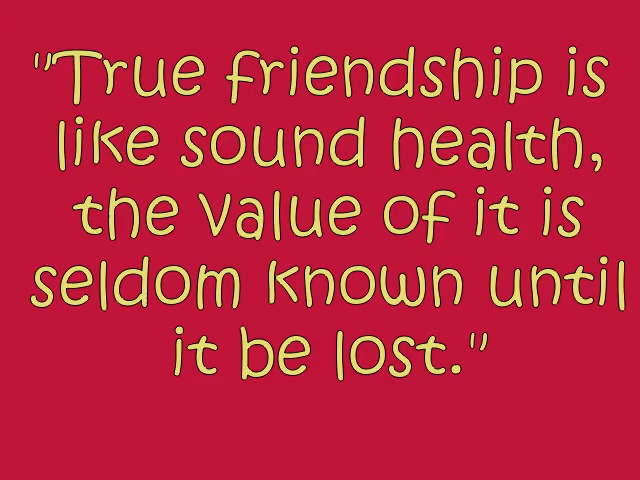 "True friendship is
like sound health,
the value of it is
seldom known until
it be lost."